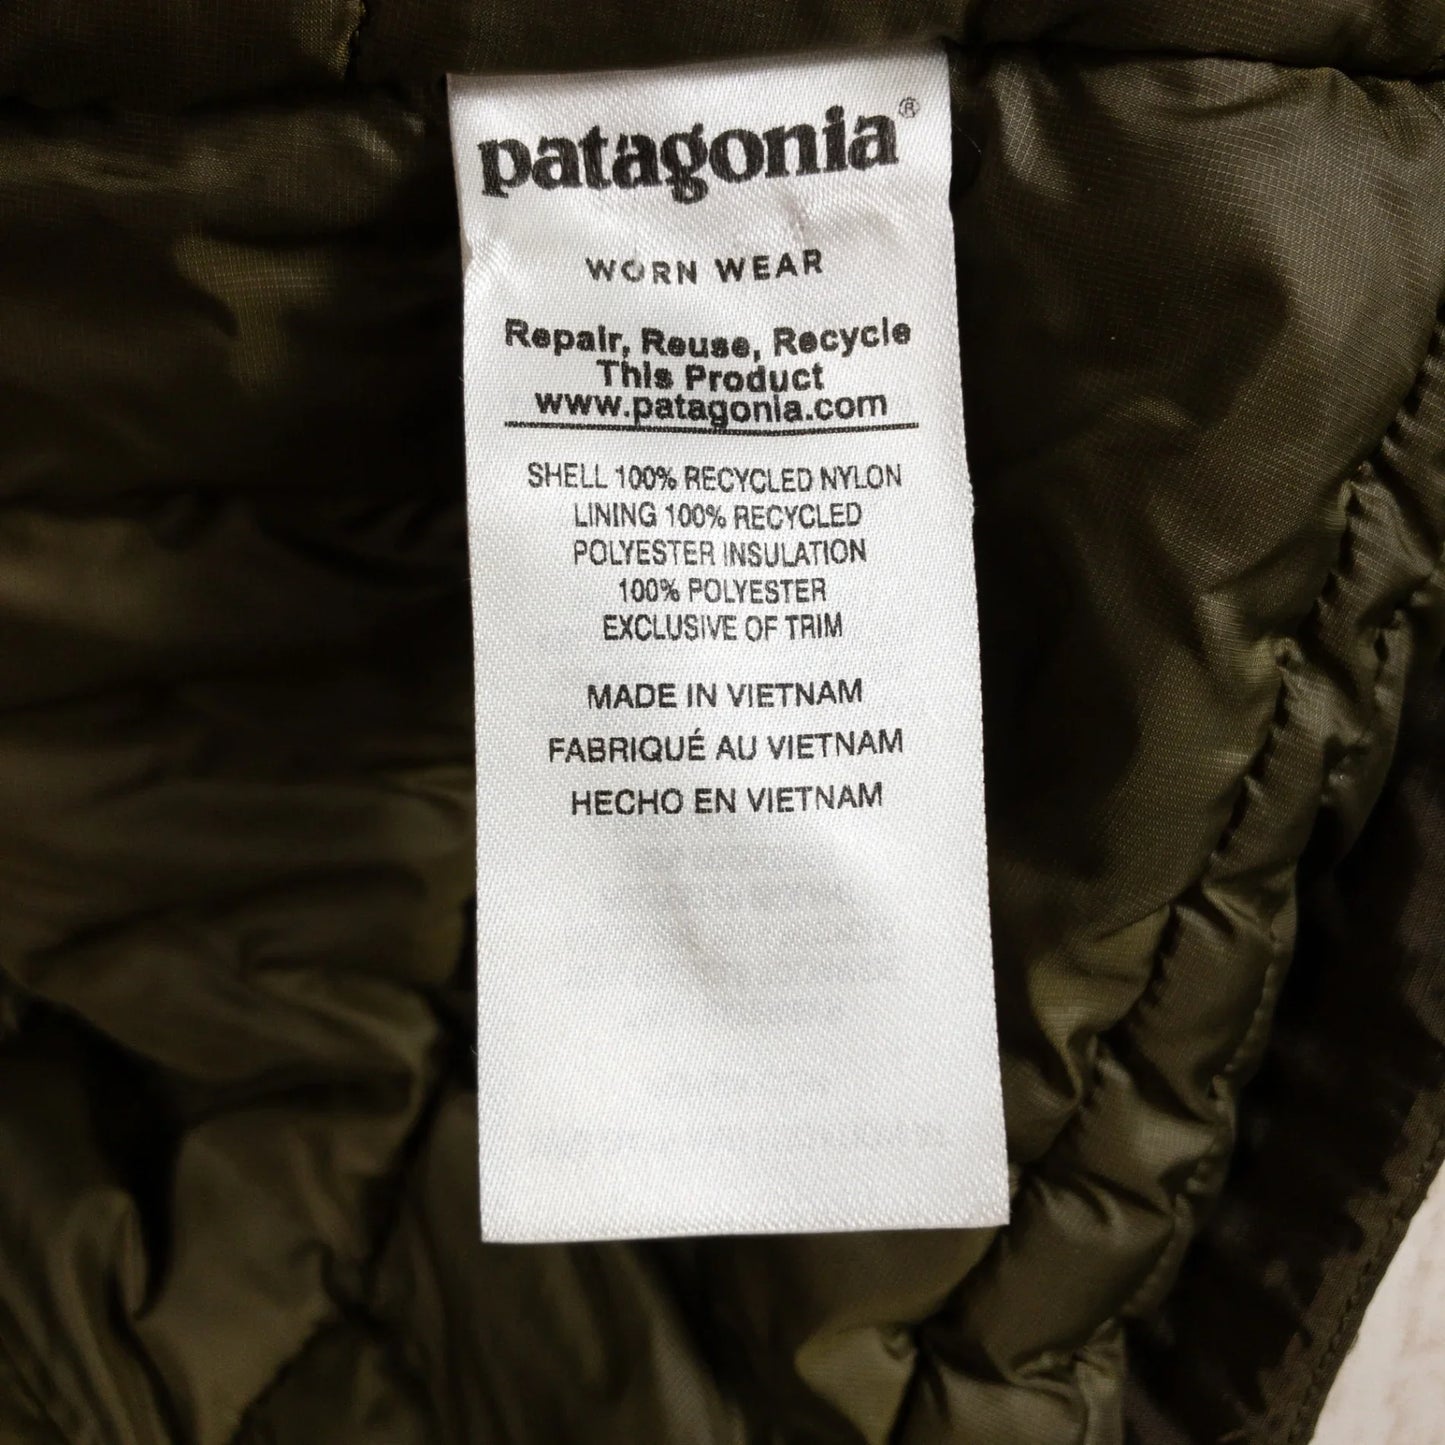 patagonia®
WORN WEAR
Repair, Reuse, Recycle
This Product
www.patagonia.com
SHELL 100% RECYCLED NYLON
LINING 100% RECYCLED
POLYESTER INSULATION
100% POLYESTER
EXCLUSIVE OF TRIM
MADE IN VIETNAM
FABRIQUÉ AU VIETNAM
HECHO EN VIETNAM